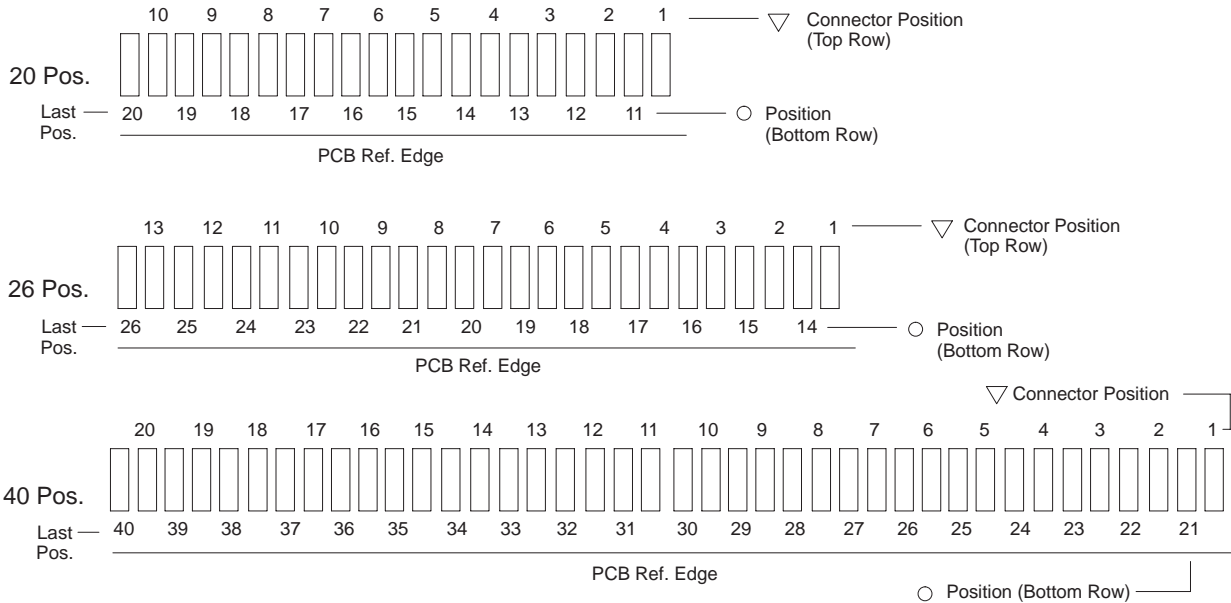 10 9 8 7 6 5 4 3 2 1
Connector Position
(Top Row)
20 Pos.
Last
Pos.
20 19 18 17 16 15 14 13 12 11
Position
(Bottom Row)
PCB Ref. Edge
13 12 11 10 9 8 7 6 5 4 3 2 1
Connector Position
(Top Row)
26 Pos.
Last
Pos.
26 25 24 23 22 21 20 19 18 17 16 15 14
Position
(Bottom Row)
PCB Ref. Edge
Connector Position
20 19 18 17 16 15 14 13 12 11 10 9 8 7 6 5 4 3 2 1
40 Pos.
Last
Pos.
40 39 38 37 36 35 34 33 32 31 30 29 28 27 26 25 24 23 22 21
PCB Ref. Edge
Position (Bottom Row)